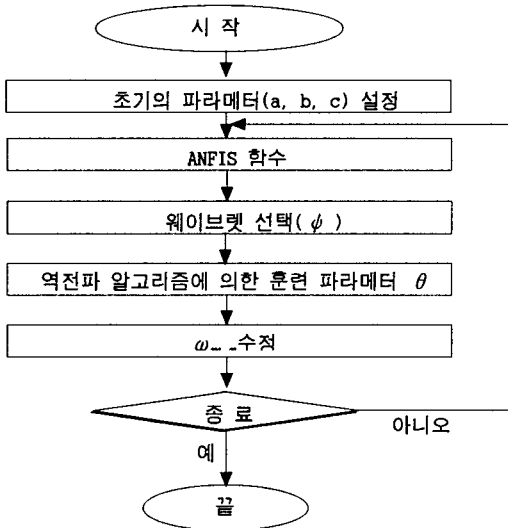 시 작
초기의 파라메터(a, b, c) 설정
ANFIS 함수
웨이브렛 선택( ψ )
역전파 알고리즘에 의한 훈련 파라메터 θ
ω 수정
종 료
아니오
예
끝